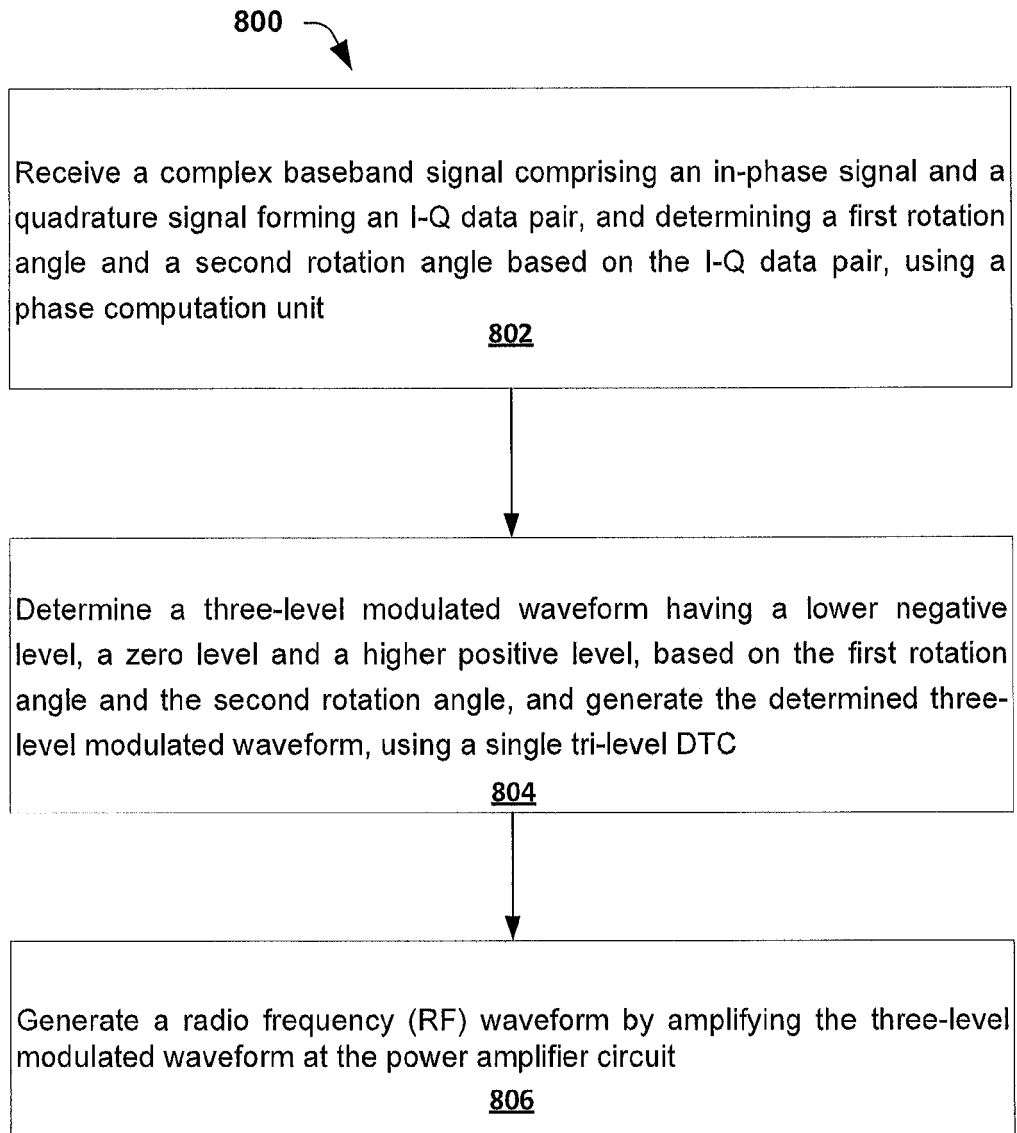 800
Receive a complex baseband signal comprising an in-phase signal and a
quadrature signal forming an I-Q data pair, and determining a first rotation
angle and a second rotation angle based on the I-Q data pair, using a
phase computation unit
802
Determine a three-level modulated waveform having a lower negative
level, a zero level and a higher positive level, based on the first rotation
angle and the second rotation angle, and generate the determined three-
level modulated waveform, using a single tri-level DTC
804
Generate a radio frequency (RF) waveform by amplifying the three-level
modulated waveform at the power amplifier circuit
806